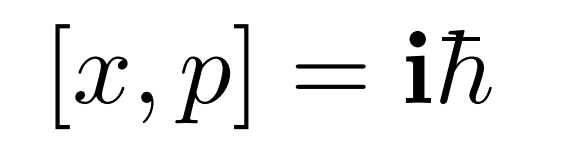 [x, p] = 𝐢ℏ